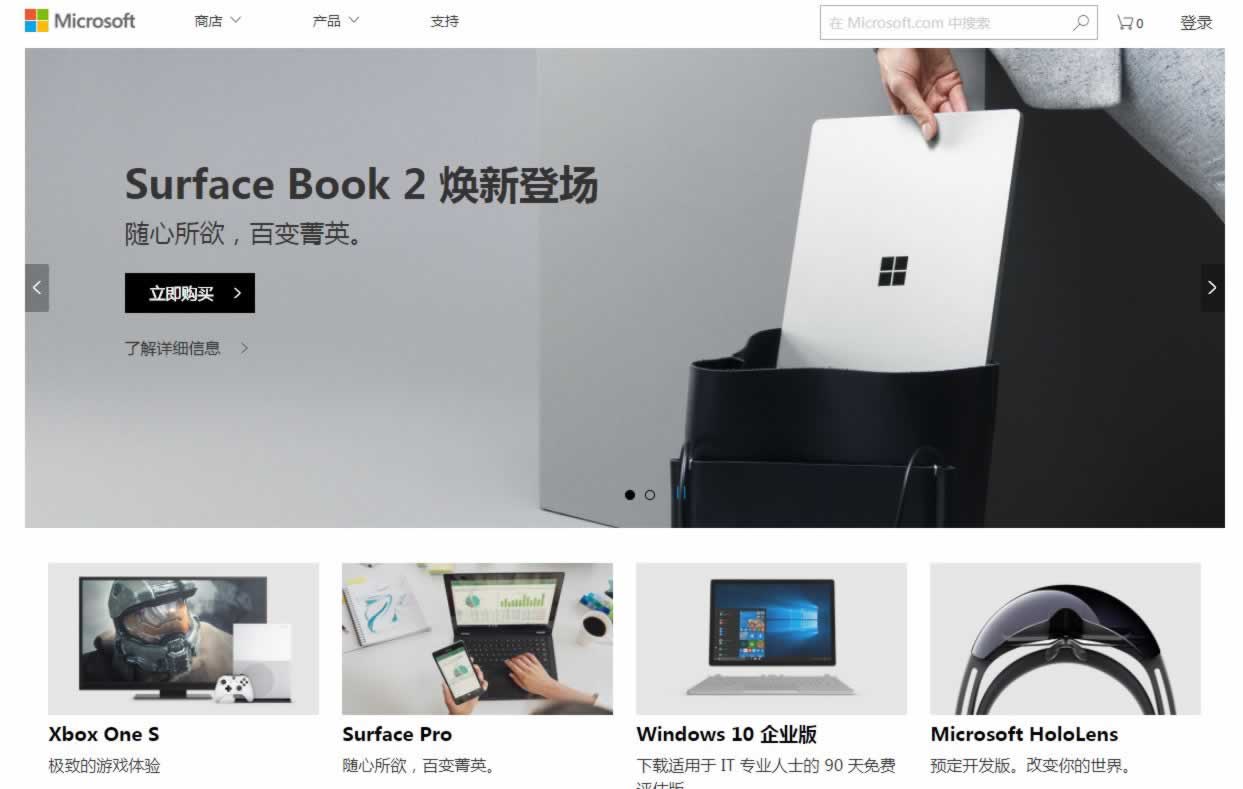 Microsoft
商店
产品
支持
在 Microsoft.com 中搜索
0
登录
Surface Book 2 焕新登场
随心所欲，百变菁英。
立即购买
了解详细信息
Xbox One S
极致的游戏体验
Surface Pro
随心所欲，百变菁英。
Windows 10 企业版
下载适用于 IT 专业人士的 90 天免费
评估版
Microsoft HoloLens
预定开发版。改变你的世界。